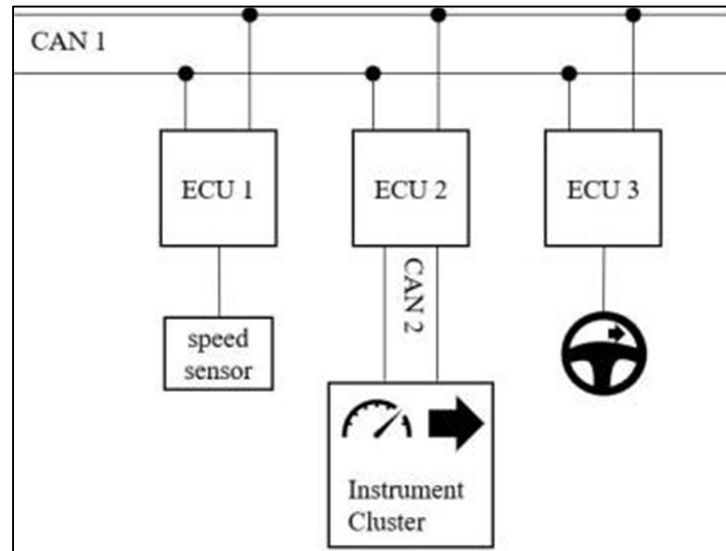 CAN 1
ECU 1
ECU 2
ECU 3
CAN 2
speed
sensor
Instrument
Cluster